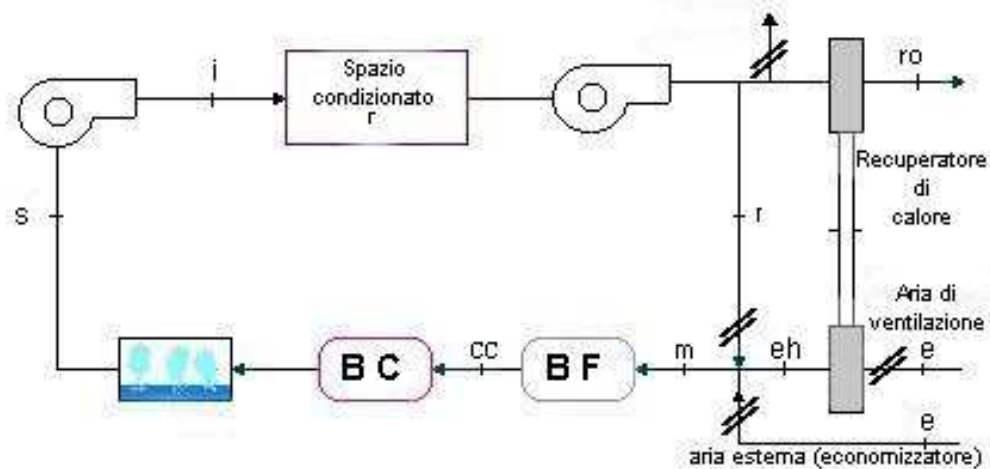 i
Spazio
condizionato
r
ro
Recuperatore
di
calore
s
r
Aria di
ventilazione
B C
cc
B F
m
eh
e
e
aria esterna (economizzatore)